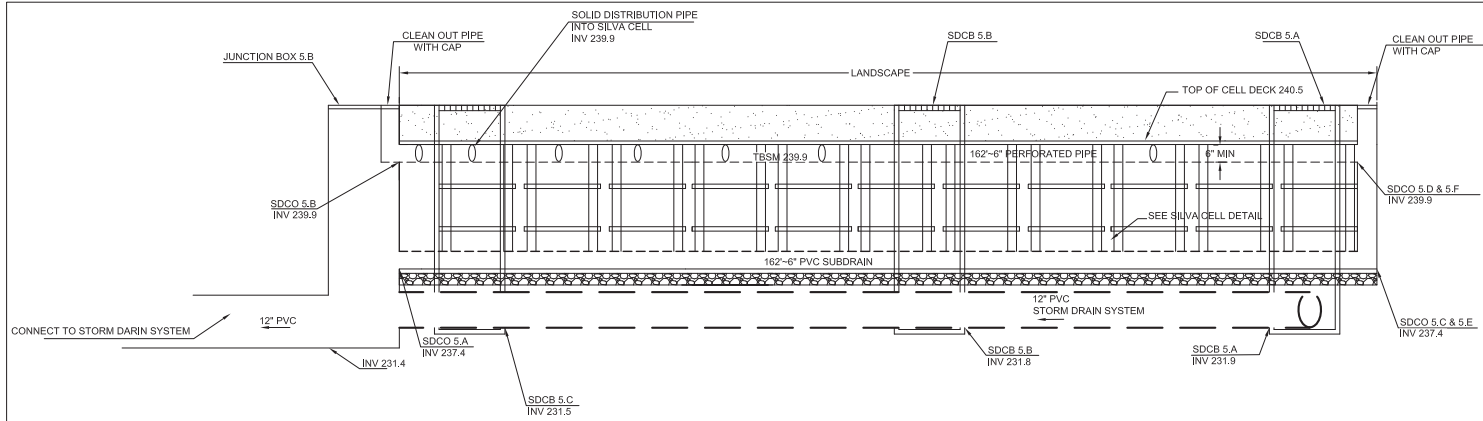 SOLID DISTRIBUTION PIPE
INTO SILVA CELL
INV 239.9
CLEAN OUT PIPE
WITH CAP
JUNCTION BOX 5.B
SDCB 5.B
SDCB 5.A
CLEAN OUT PIPE
WITH CAP
LANDSCAPE
TOP OF CELL DECK 240.5
TBSM 239.9
162'~6" PERFORATED PIPE
6" MIN
SDCO 5.B
INV 239.9
SDCO 5.D & 5.F
INV 239.9
SEE SILVA CELL DETAIL
162'~6" PVC SUBDRAIN
12" PVC
STORM DRAIN SYSTEM
CONNECT TO STORM DARIN SYSTEM
12" PVC
INV 231.4
SDCO 5.A
INV 237.4
SDCB 5.C
INV 231.5
SDCB 5.B
INV 231.8
SDCB 5.A
INV 231.9
SDCO 5.C & 5.E
INV 237.4